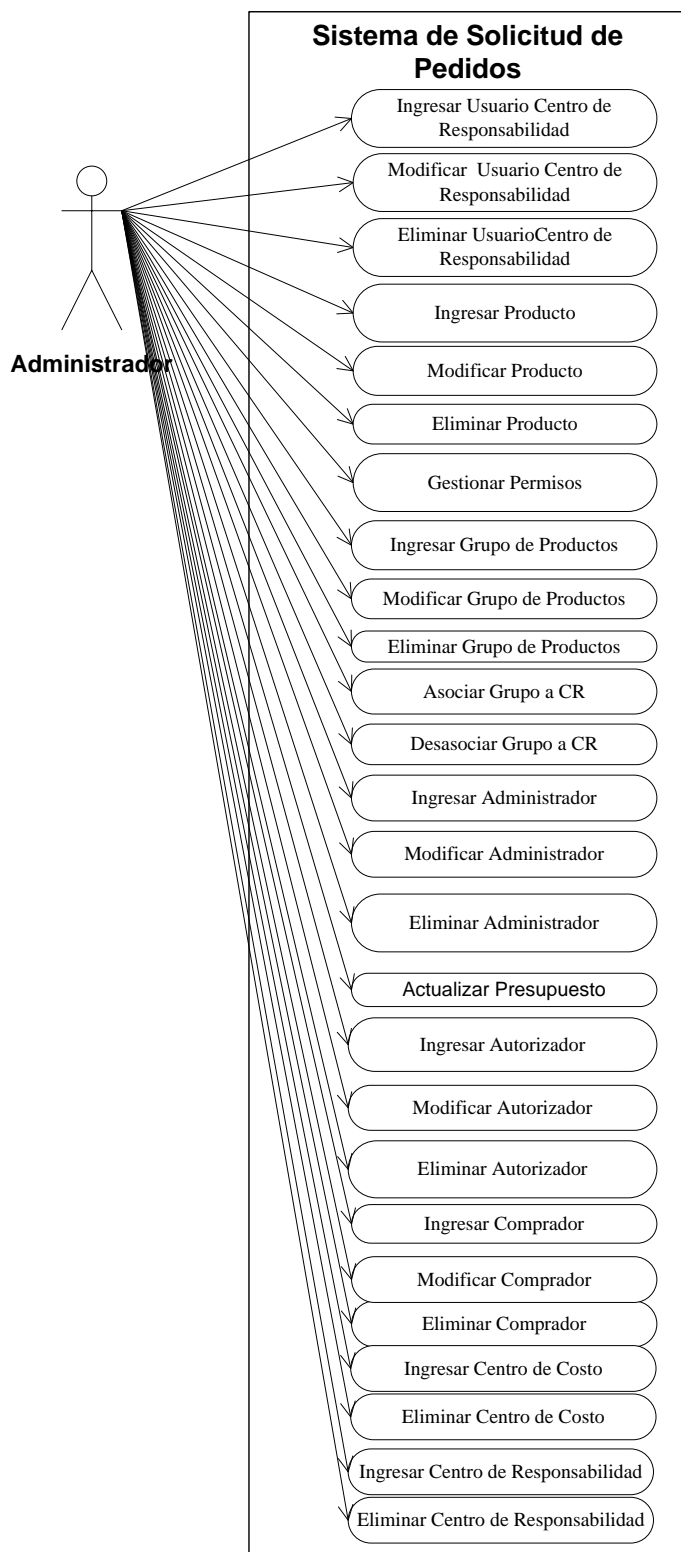 Sistema de Solicitud de
Pedidos
Ingresar Usuario Centro de
Responsabilidad
Modificar Usuario Centro de
Responsabilidad
Eliminar UsuarioCentro de
Responsabilidad
Ingresar Producto
Administrador
Modificar Producto
Eliminar Producto
Gestionar Permisos
Ingresar Grupo de Productos
Modificar Grupo de Productos
Eliminar Grupo de Productos
Asociar Grupo a CR
Desasociar Grupo a CR
Ingresar Administrador
Modificar Administrador
Eliminar Administrador
Actualizar Presupuesto
Ingresar Autorizador
Modificar Autorizador
Eliminar Autorizador
Ingresar Comprador
Modificar Comprador
Eliminar Comprador
Ingresar Centro de Costo
Eliminar Centro de Costo
Ingresar Centro de Responsabilidad
Eliminar Centro de Responsabilidad